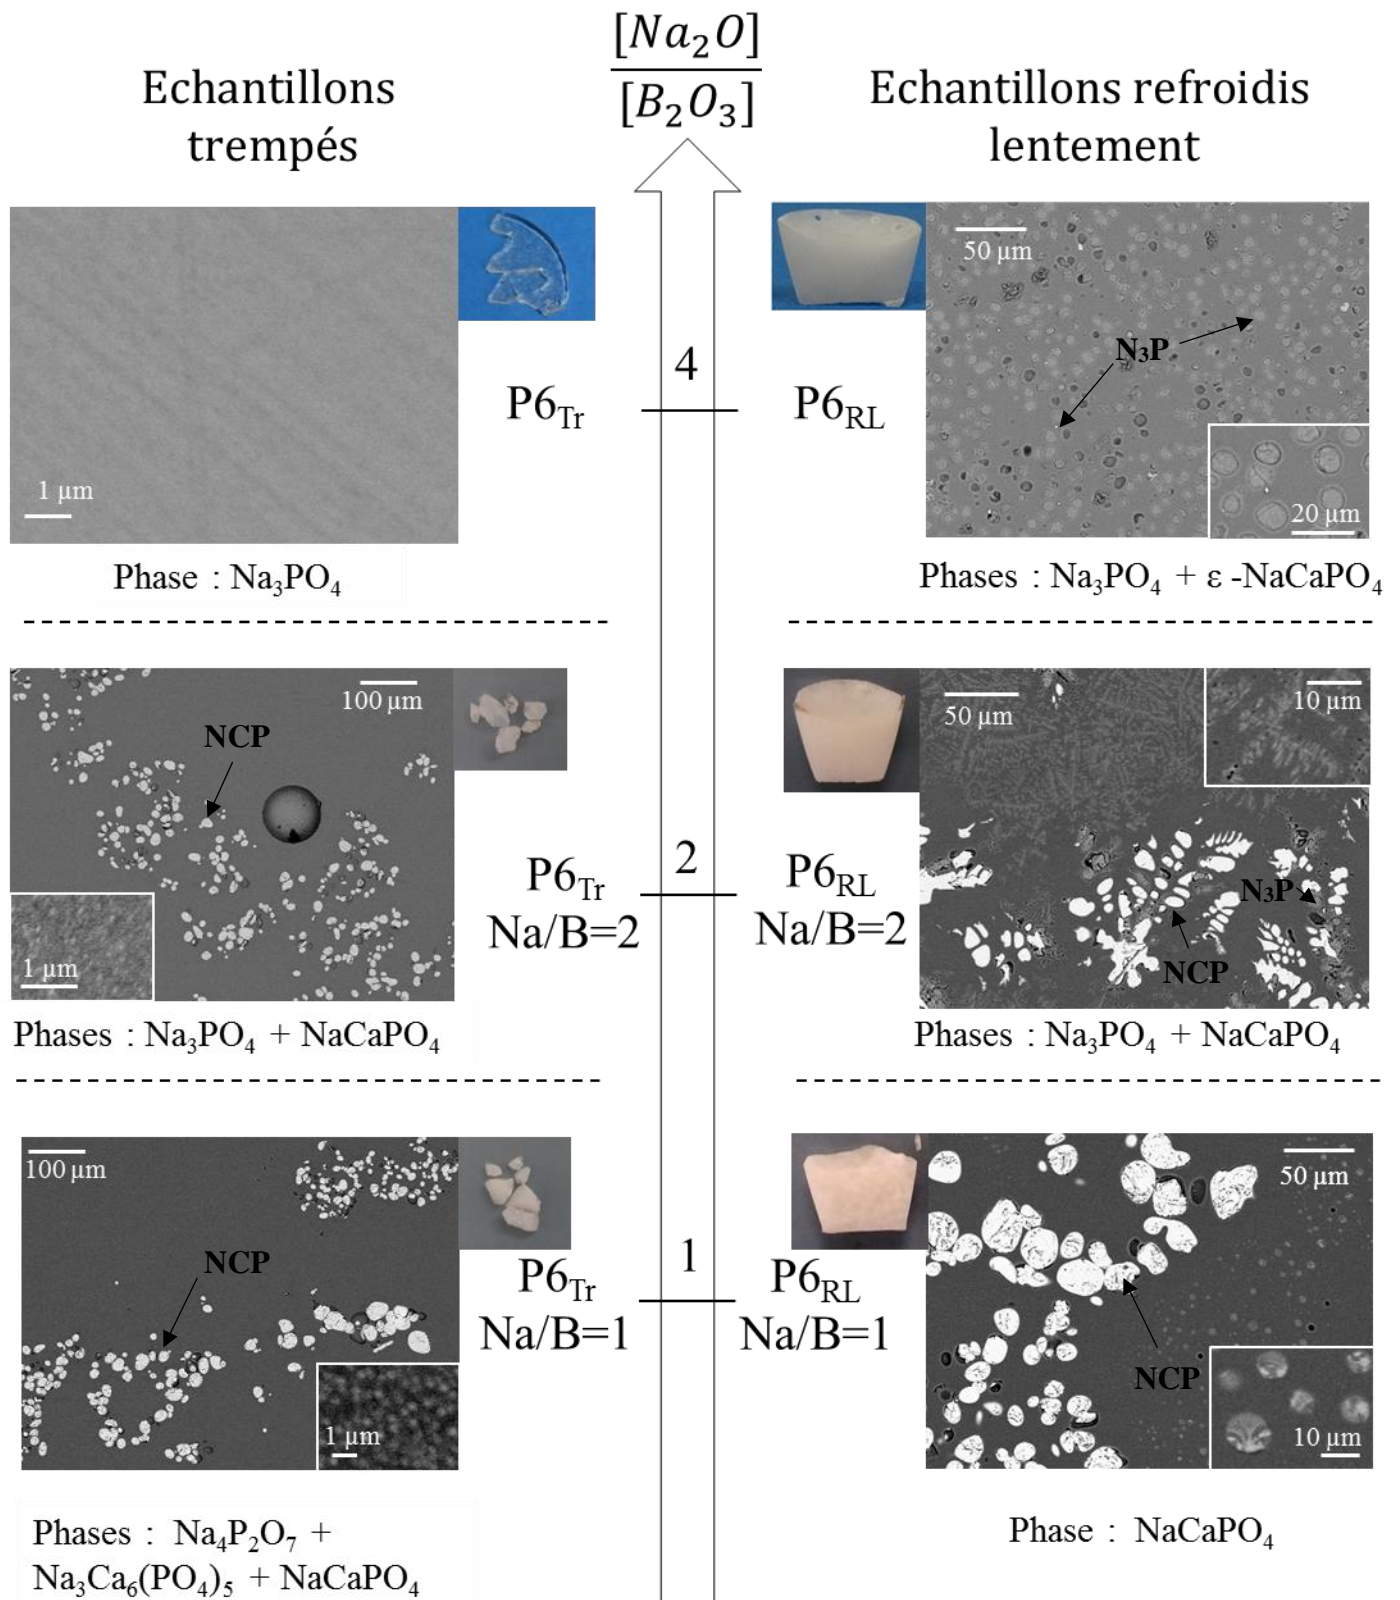 [Na₂O]
[B₂O₃]
Echantillons
trempés
Echantillons refroidis
lentement
1 µm
50 µm
N₃P
20 µm
4
P6Tr
P6RL
Phase : Na₃PO₄
Phases : Na₃PO₄ + ε -NaCaPO₄
100 µm
NCP
1 µm
50 µm
10 µm
N₃P
NCP
2
P6Tr
Na/B=2
P6RL
Na/B=2
Phases : Na₃PO₄ + NaCaPO₄
Phases : Na₃PO₄ + NaCaPO₄
100 µm
NCP
1 µm
50 µm
NCP
10 µm
1
P6Tr
Na/B=1
P6RL
Na/B=1
Phases : Na₄P₂O₇ +
Na₃Ca₆(PO₄)₅ + NaCaPO₄
Phase : NaCaPO₄